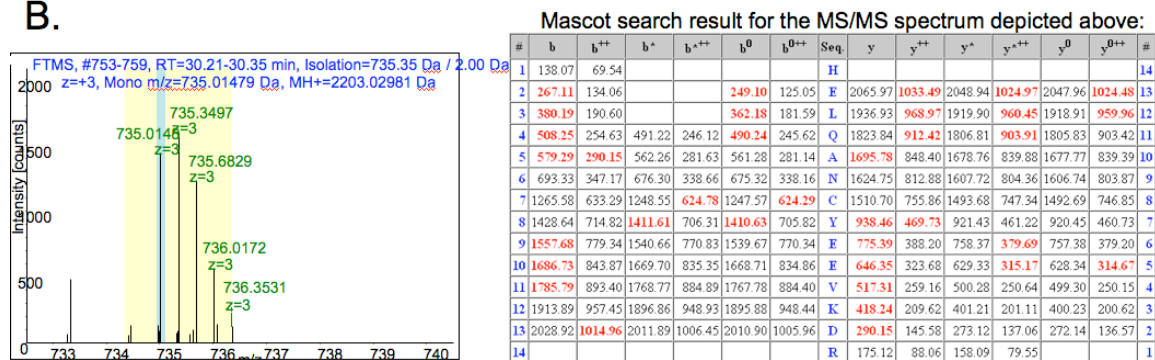 B.
FTMS, #753-759, RT=30.21-30.35 min, Isolation=735.35 Da / 2.00 Da
z=+3, Mono m/z=735.01479 Da, MH+=2203.02981 Da
2000
1500
1000
500
0
Intensity [counts]
735.0146
z=3
735.3497
z=3
735.6829
z=3
736.0172
z=3
736.3531
z=3
733 734 735 736 m/z 737 738 739 740
Mascot search result for the MS/MS spectrum depicted above:
# b b++ b* b*++ b0 b0++ Seq. y y++ y* y*++ y0 y0++ #
1 138.07 69.54 H 14
2 267.11 134.06 249.10 125.05 E 2065.97 1033.49 2048.94 1024.97 2047.96 1024.48 13
3 380.19 190.60 362.18 181.59 L 1936.93 968.97 1919.90 960.45 1918.91 959.96 12
4 508.25 254.63 491.22 246.12 490.24 245.62 Q 1823.84 912.42 1806.81 903.91 1805.83 903.42 11
5 579.29 290.15 562.26 281.63 561.28 281.14 A 1695.78 848.40 1678.76 839.88 1677.77 839.39 10
6 693.33 347.17 676.30 338.66 675.32 338.16 N 1624.75 812.88 1607.72 804.36 1606.74 803.87 9
7 1265.58 633.29 1248.55 624.78 1247.57 624.29 C 1510.70 755.86 1493.68 747.34 1492.69 746.85 8
8 1428.64 714.82 1411.61 706.31 1410.63 705.82 Y 938.46 469.73 921.43 461.22 920.45 460.73 7
9 1557.68 779.34 1540.66 770.83 1539.67 770.34 E 775.39 388.20 758.37 379.69 757.38 379.20 6
10 1686.73 843.87 1669.70 835.35 1668.71 834.86 E 646.35 323.68 629.33 315.17 628.34 314.67 5
11 1785.79 893.40 1768.77 884.89 1767.78 884.40 V 517.31 259.16 500.28 250.64 499.30 250.15 4
12 1913.89 957.45 1896.86 948.93 1895.88 948.44 K 418.24 209.62 401.21 201.11 400.23 200.62 3
13 2028.92 1014.96 2011.89 1006.45 2010.90 1005.96 D 290.15 145.58 273.12 137.06 272.14 136.57 2
14 R 175.12 88.06 158.09 79.55 1